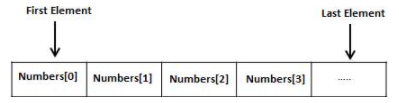 First Element
Last Element
Numbers[0] Numbers[1] Numbers[2] Numbers[3] .....